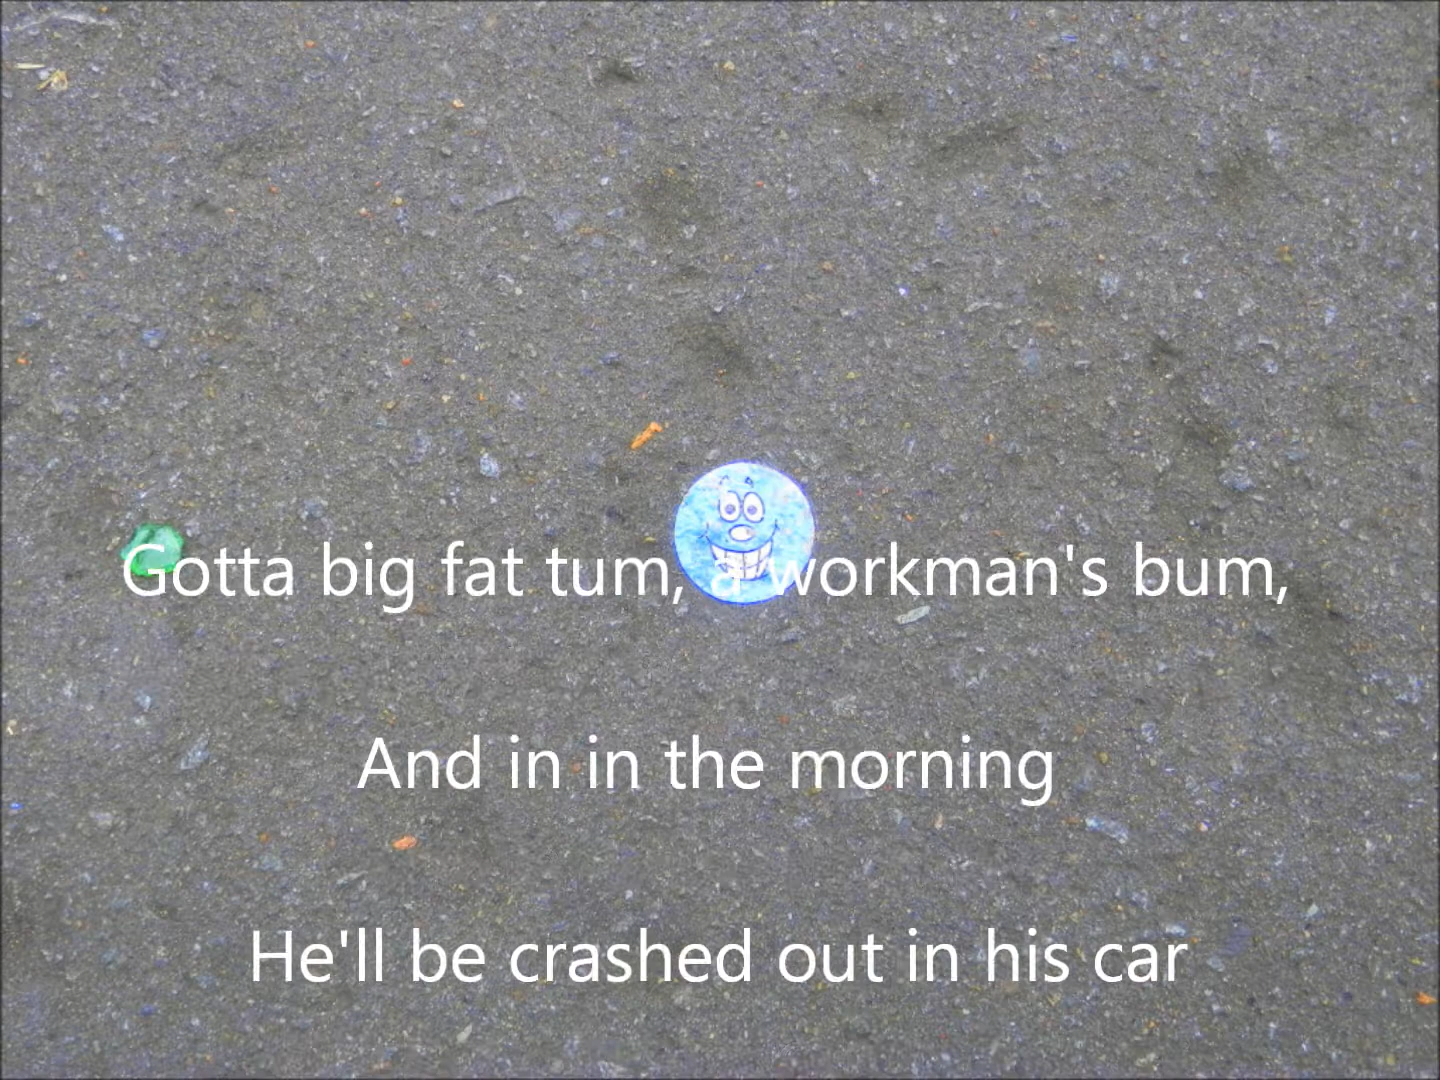 Gotta big fat tum, a workman's bum,
And in in the morning
He'll be crashed out in his car